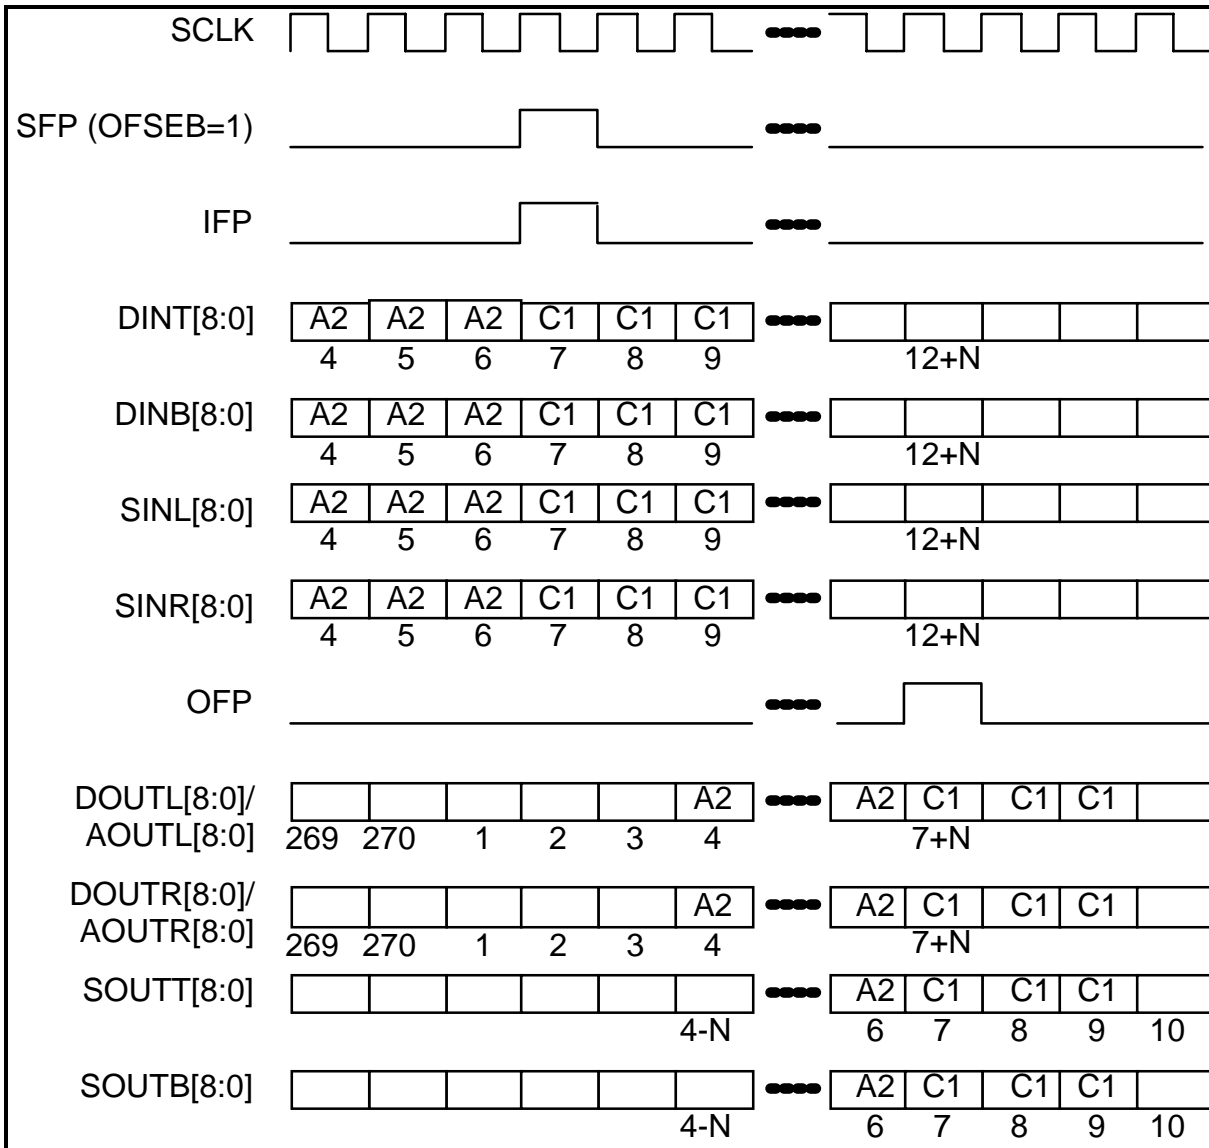 SCLK
SFP (OFSEB=1)
IFP
DINT[8:0] A2 A2 A2 C1 C1 C1
4 5 6 7 8 9 12+N
DINB[8:0] A2 A2 A2 C1 C1 C1
4 5 6 7 8 9 12+N
SINL[8:0] A2 A2 A2 C1 C1 C1
4 5 6 7 8 9 12+N
SINR[8:0] A2 A2 A2 C1 C1 C1
4 5 6 7 8 9 12+N
OFP
DOUTL[8:0]/ A2 A2 C1 C1 C1
AOUTL[8:0] 269 270 1 2 3 4 7+N
DOUTR[8:0]/ A2 A2 C1 C1 C1
AOUTR[8:0] 269 270 1 2 3 4 7+N
SOUTT[8:0] A2 C1 C1 C1
4-N 6 7 8 9 10
SOUTB[8:0] A2 C1 C1 C1
4-N 6 7 8 9 10